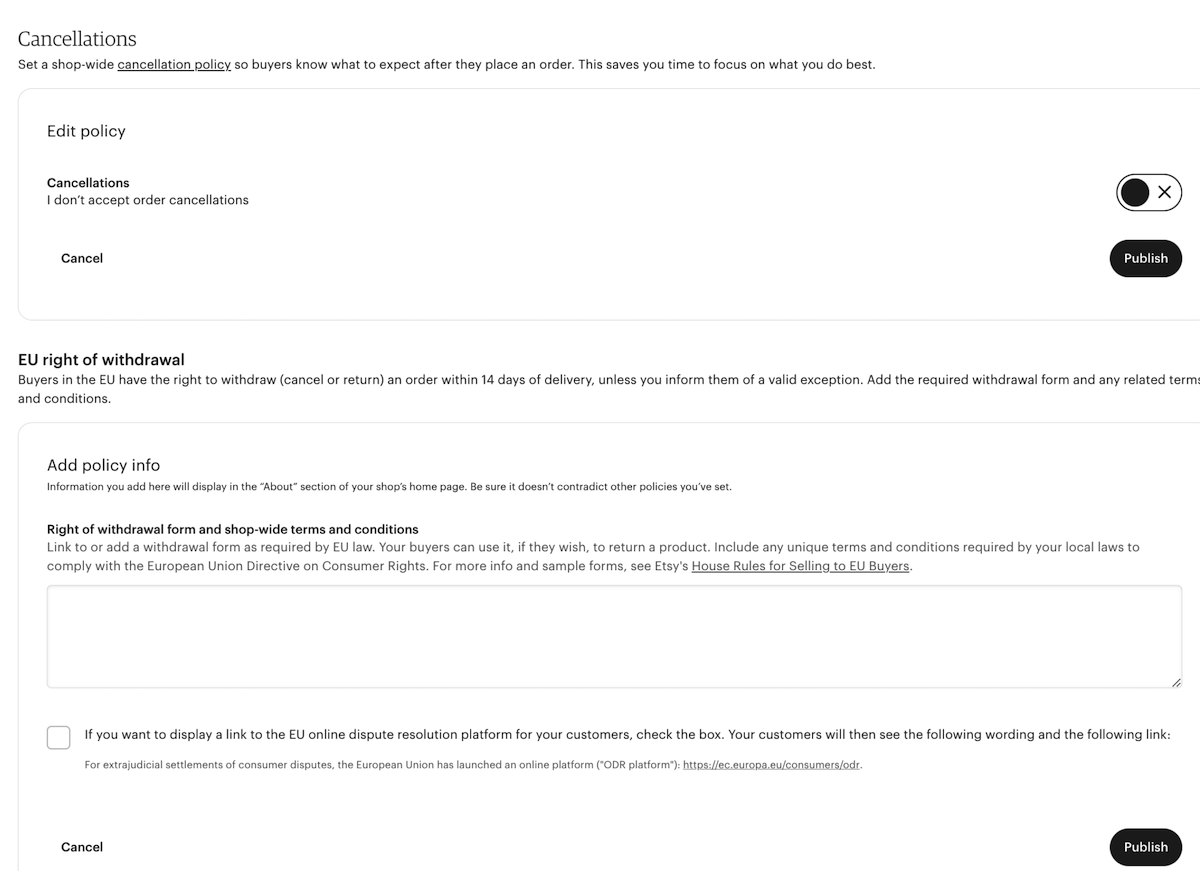 Cancellations
Set a shop-wide cancellation policy so buyers know what to expect after they place an order. This saves you time to focus on what you do best.
Edit policy
Cancellations
I don’t accept order cancellations
Cancel
Publish
EU right of withdrawal
Buyers in the EU have the right to withdraw (cancel or return) an order within 14 days of delivery, unless you inform them of a valid exception. Add the required withdrawal form and any related terms
and conditions.
Add policy info
Information you add here will display in the “About” section of your shop’s home page. Be sure it doesn’t contradict other policies you’ve set.
Right of withdrawal form and shop-wide terms and conditions
Link to or add a withdrawal form as required by EU law. Your buyers can use it, if they wish, to return a product. Include any unique terms and conditions required by your local laws to
comply with the European Union Directive on Consumer Rights. For more info and sample forms, see Etsy's House Rules for Selling to EU Buyers.
If you want to display a link to the EU online dispute resolution platform for your customers, check the box. Your customers will then see the following wording and the following link:
For extrajudicial settlements of consumer disputes, the European Union has launched an online platform ("ODR platform"): https://ec.europa.eu/consumers/odr.
Cancel
Publish